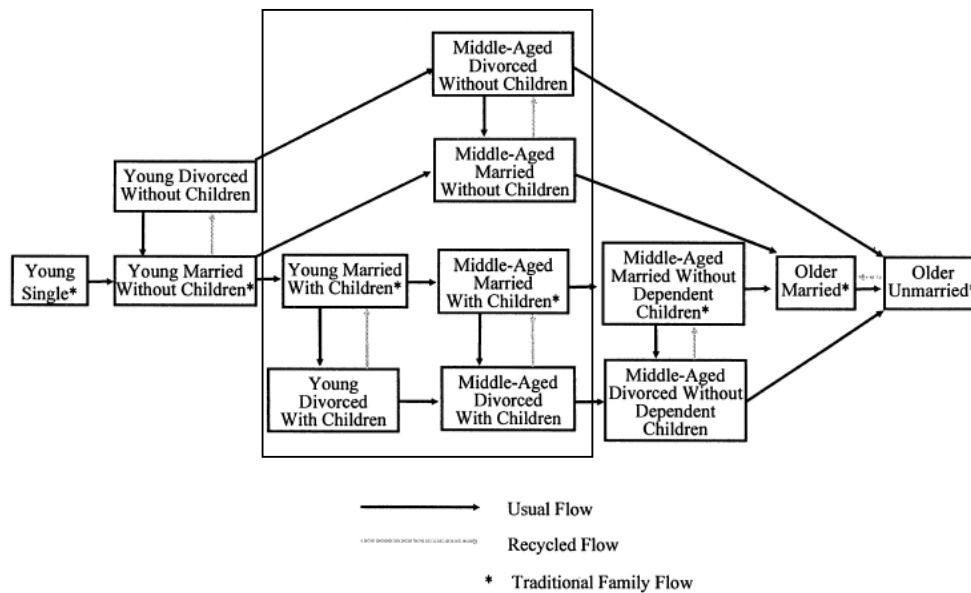 Middle-Aged
Divorced
Without Children
Middle-Aged
Married
Without Children
Young Divorced
Without Children
Young
Single*
Young Married
Without Children*
Young Married
With Children*
Middle-Aged
Married
With Children*
Middle-Aged
Married Without
Dependent
Children*
Older
Married*
Older
Unmarried*
Young
Divorced
With Children
Middle-Aged
Divorced
With Children
Middle-Aged
Divorced Without
Dependent
Children
Usual Flow
Recycled Flow
* Traditional Family Flow